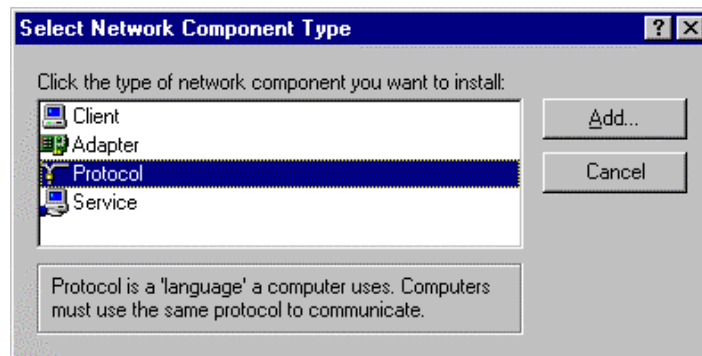 Select Network Component Type
Click the type of network component you want to install:
Client
Adapter
Protocol
Service
Add...
Cancel
Protocol is a 'language' a computer uses. Computers
must use the same protocol to communicate.